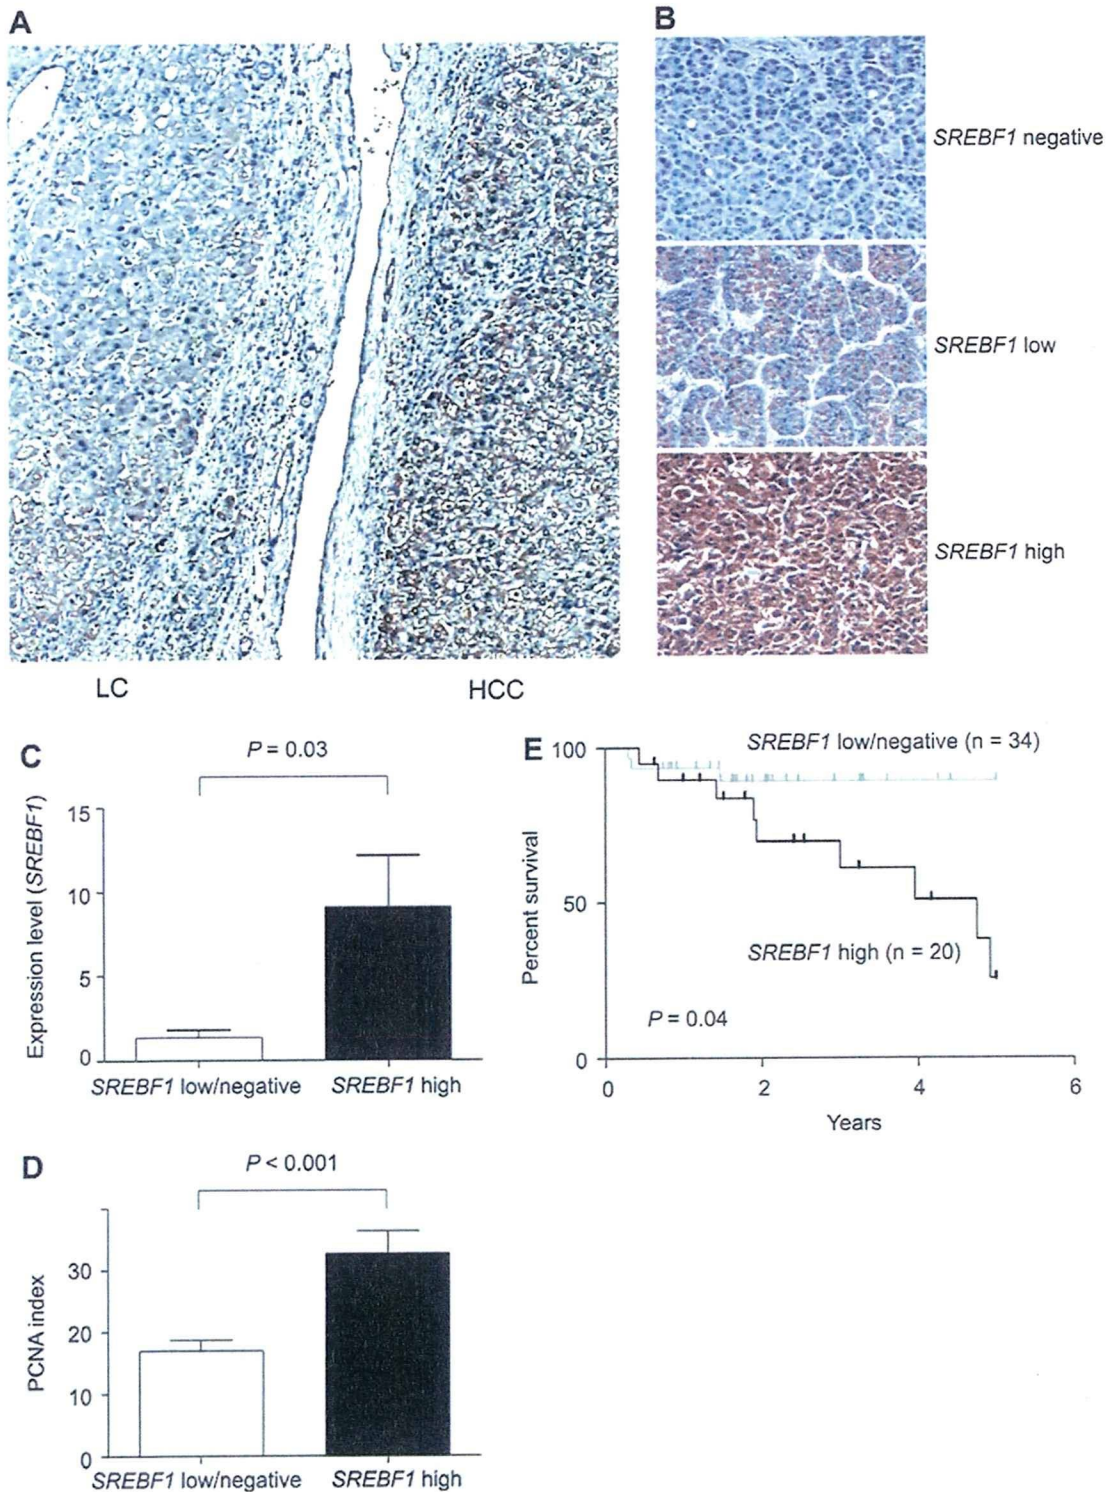 A
B
SREBF1 negative
SREBF1 low
SREBF1 high
LC
HCC
C
P = 0.03
15
10
5
0
Expression level (SREBF1)
SREBF1 low/negative
SREBF1 high
E
100
50
0
Percent survival
SREBF1 low/negative (n = 34)
SREBF1 high (n = 20)
P = 0.04
0
2
4
6
Years
D
P < 0.001
30
20
10
0
PCNA index
SREBF1 low/negative
SREBF1 high